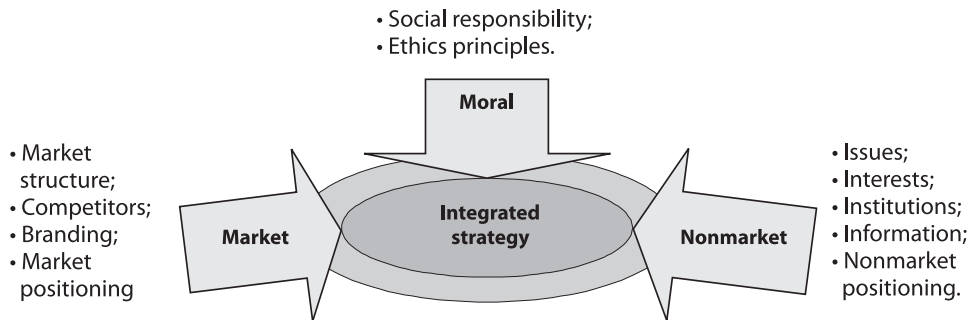 • Social responsibility;
• Ethics principles.
Moral
• Market
structure;
• Competitors;
• Branding;
• Market
positioning
Market
Integrated
strategy
Nonmarket
• Issues;
• Interests;
• Institutions;
• Information;
• Nonmarket
positioning.